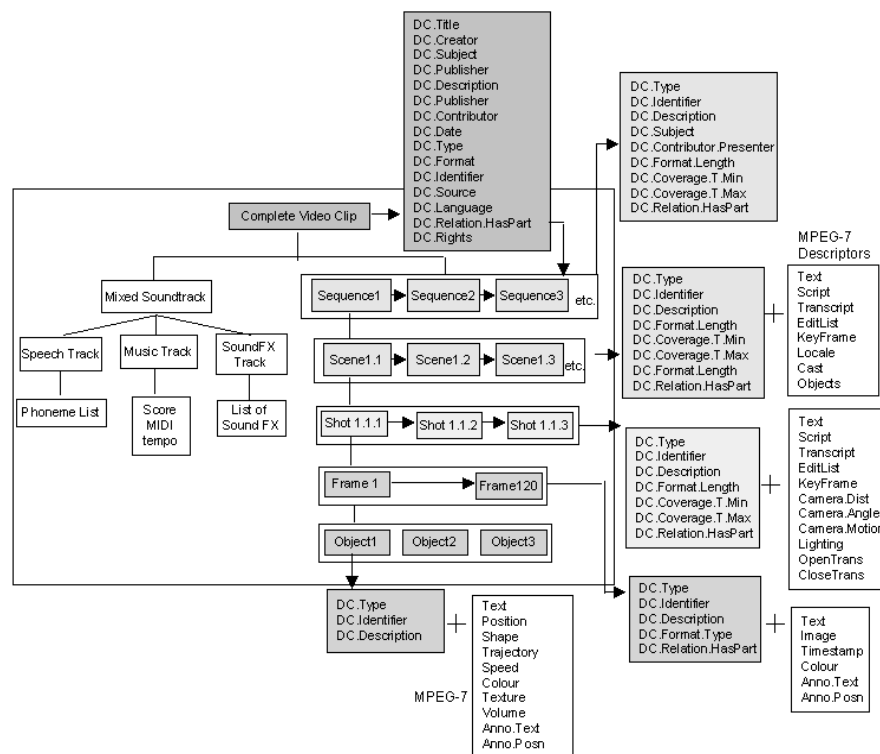 DC.Title
DC.Creator
DC.Subject
DC.Publisher
DC.Description
DC.Publisher
DC.Contributor
DC.Date
DC.Type
DC.Format
DC.Identifier
DC.Source
DC.Language
DC.Relation.HasPart
DC.Rights
DC.Type
DC.Identifier
DC.Description
DC.Subject
DC.Contributor.Presenter
DC.Format.Length
DC.Coverage.T.Min
DC.Coverage.T.Max
DC.Relation.HasPart
Complete Video Clip
Mixed Soundtrack
Speech Track
Music Track
SoundFX
Track
Phoneme List
Score
MIDI
tempo
List of
Sound FX
Sequence1
Sequence2
Sequence3
etc.
Scene1.1
Scene1.2
Scene1.3
etc.
Shot 1.1.1
Shot 1.1.2
Shot 1.1.3
Frame 1
Frame120
Object1
Object2
Object3
DC.Type
DC.Identifier
DC.Description
DC.Format.Length
DC.Coverage.T.Min
DC.Coverage.T.Max
DC.Format.Length
DC.Relation.HasPart
MPEG-7
Descriptors
Text
Script
Transcript
EditList
KeyFrame
Locale
Cast
Objects
DC.Type
DC.Identifier
DC.Description
DC.Format.Length
DC.Coverage.T.Min
DC.Coverage.T.Max
DC.Relation.HasPart
Text
Script
Transcript
EditList
KeyFrame
Camera.Dist
Camera.Angle
Camera.Motion
Lighting
OpenTrans
CloseTrans
DC.Type
DC.Identifier
DC.Description
DC.Format.Type
DC.Relation.HasPart
Text
Image
Timestamp
Colour
Anno.Text
Anno.Posn
DC.Type
DC.Identifier
DC.Description
MPEG-7
Text
Position
Shape
Trajectory
Speed
Colour
Texture
Volume
Anno.Text
Anno.Posn